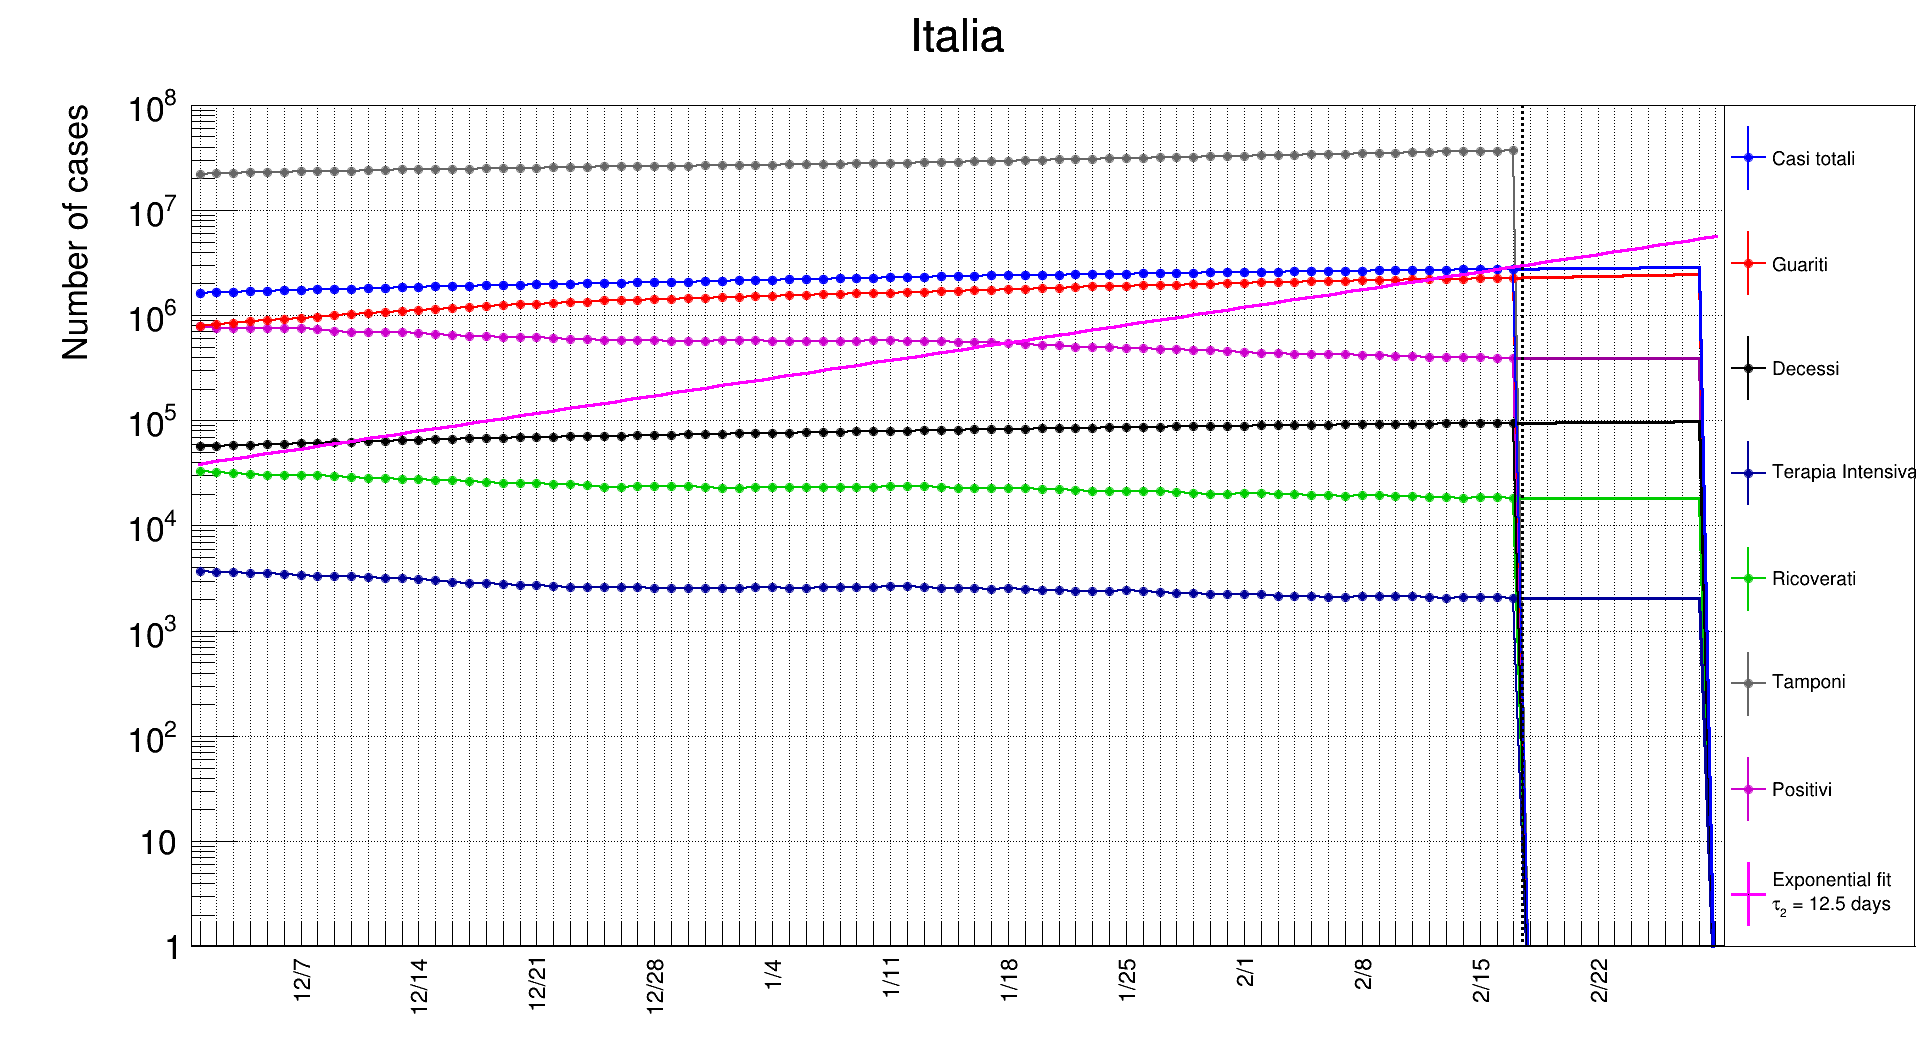 Italia
Number of cases
10^8
10^7
10^6
10^5
10^4
10^3
10^2
10
1
12/7
12/14
12/21
12/28
1/4
1/11
1/18
1/25
2/1
2/8
2/15
2/22
Casi totali
Guariti
Decessi
Terapia Intensiva
Ricoverati
Tamponi
Positivi
Exponential fit
τ_2 = 12.5 days